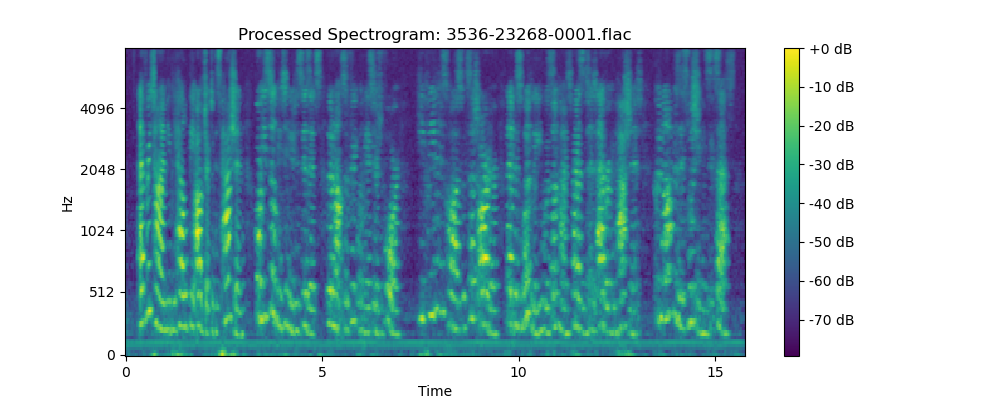 Processed Spectrogram: 3536-23268-0001.flac
Hz
4096
2048
1024
512
0
0 5 10 15
Time
+0 dB
-10 dB
-20 dB
-30 dB
-40 dB
-50 dB
-60 dB
-70 dB